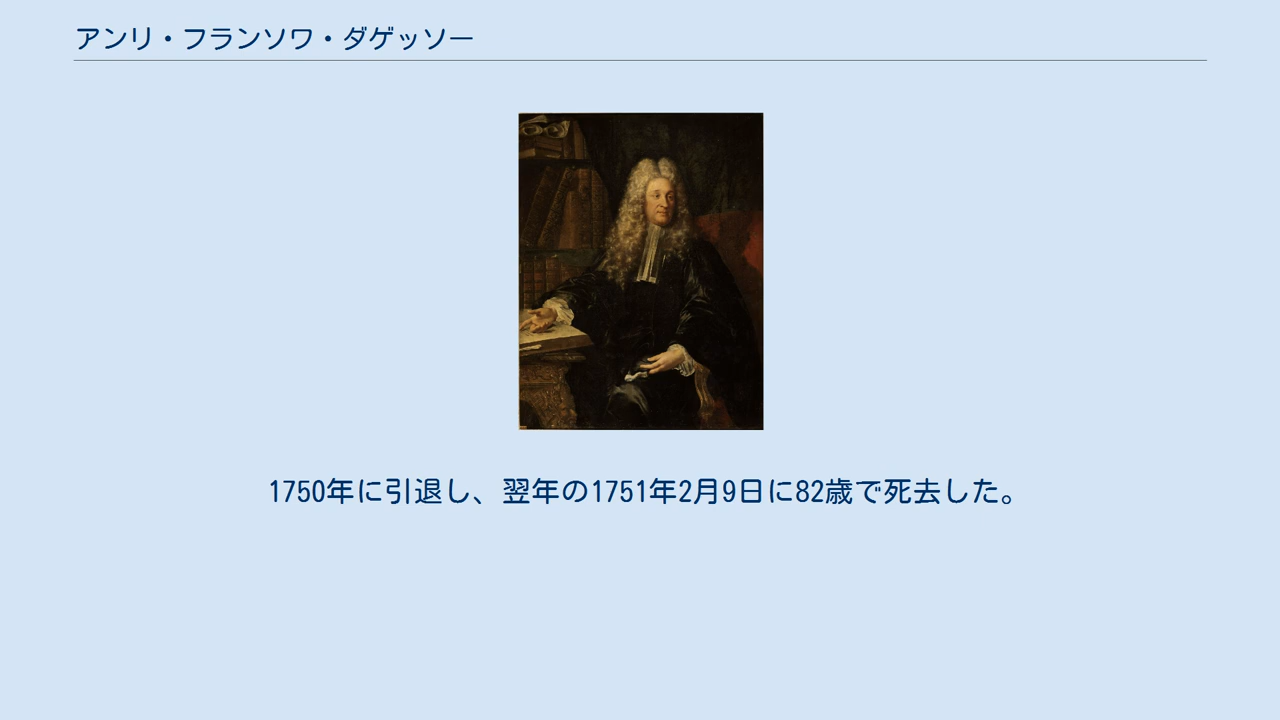 アンリ・フランソワ・ダゲッソー
1750年に引退し、翌年の1751年2月9日に82歳で死去した。